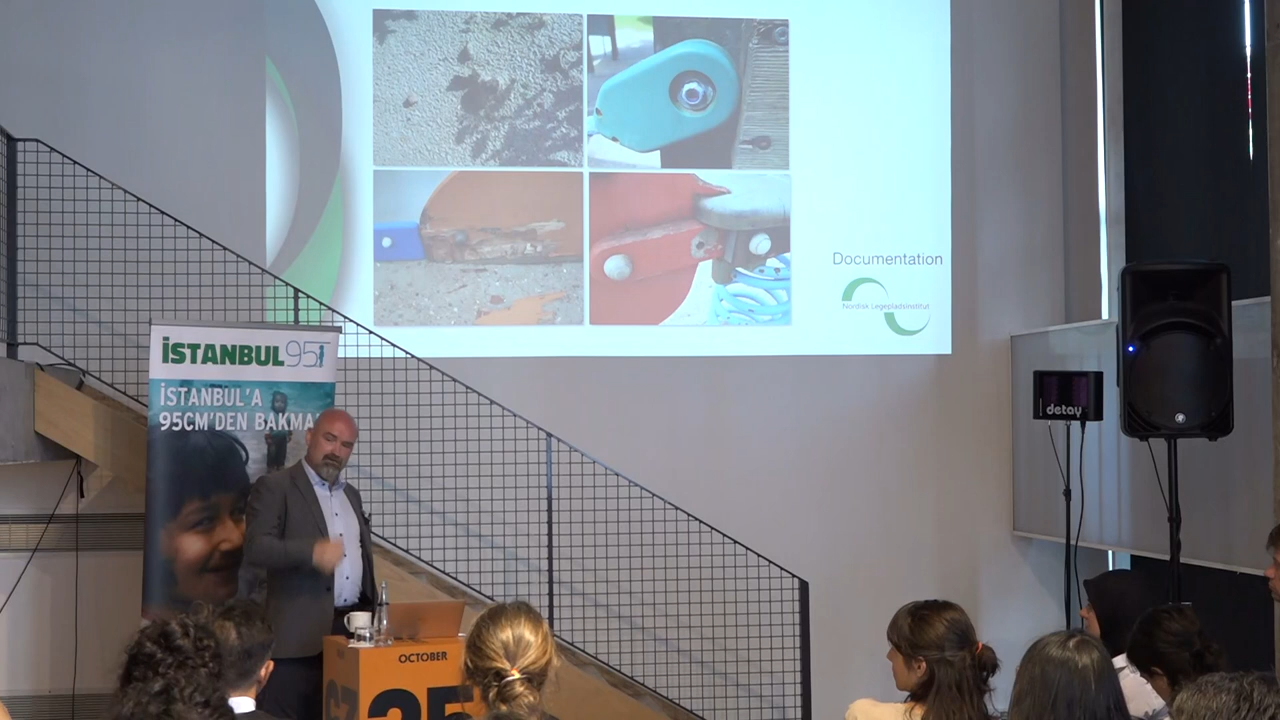 Documentation
Nordisk Legepladsinstitut
İSTANBUL95
İSTANBUL'A
95CM'DEN BAKMA
detay
OCTOBER
25